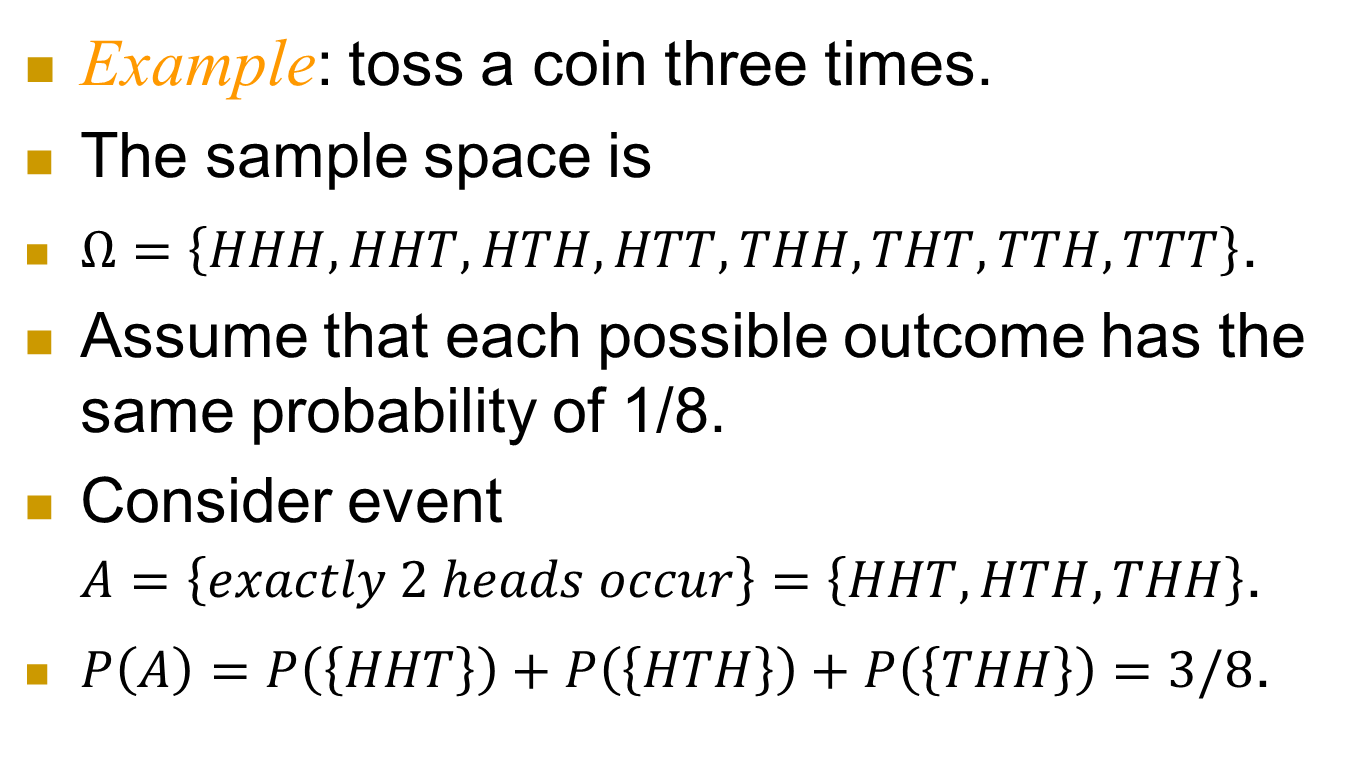 Example: toss a coin three times.
The sample space is
Ω = {HHH, HHT, HTH, HTT, THH, THT, TTH, TTT}.
Assume that each possible outcome has the
same probability of 1/8.
Consider event
A = {exactly 2 heads occur} = {HHT, HTH, THH}.
P(A) = P({HHT}) + P({HTH}) + P({THH}) = 3/8.